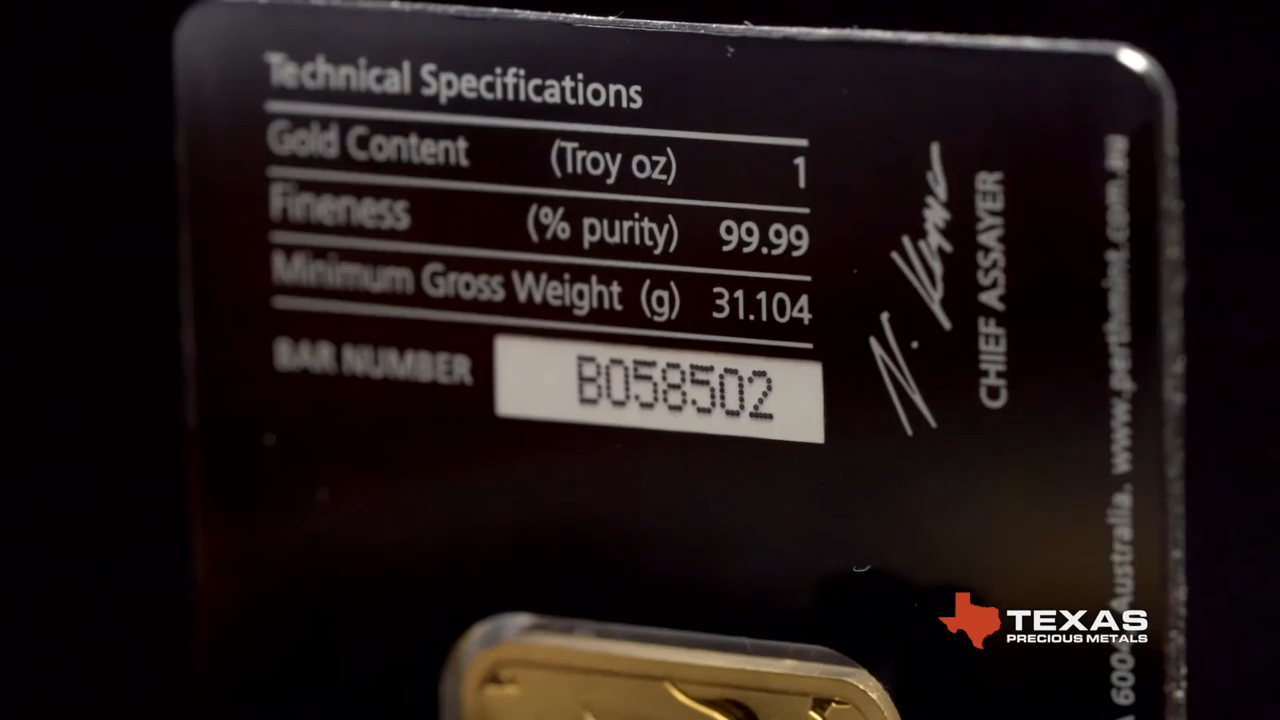 Technical Specifications
Gold Content (Troy oz) 1
Fineness (% purity) 99.99
Minimum Gross Weight (g) 31.104
BAR NUMBER B058502
N.
CHIEF ASSAYER
6004 Australia. www.perthmint.com.au
TEXAS
PRECIOUS METALS